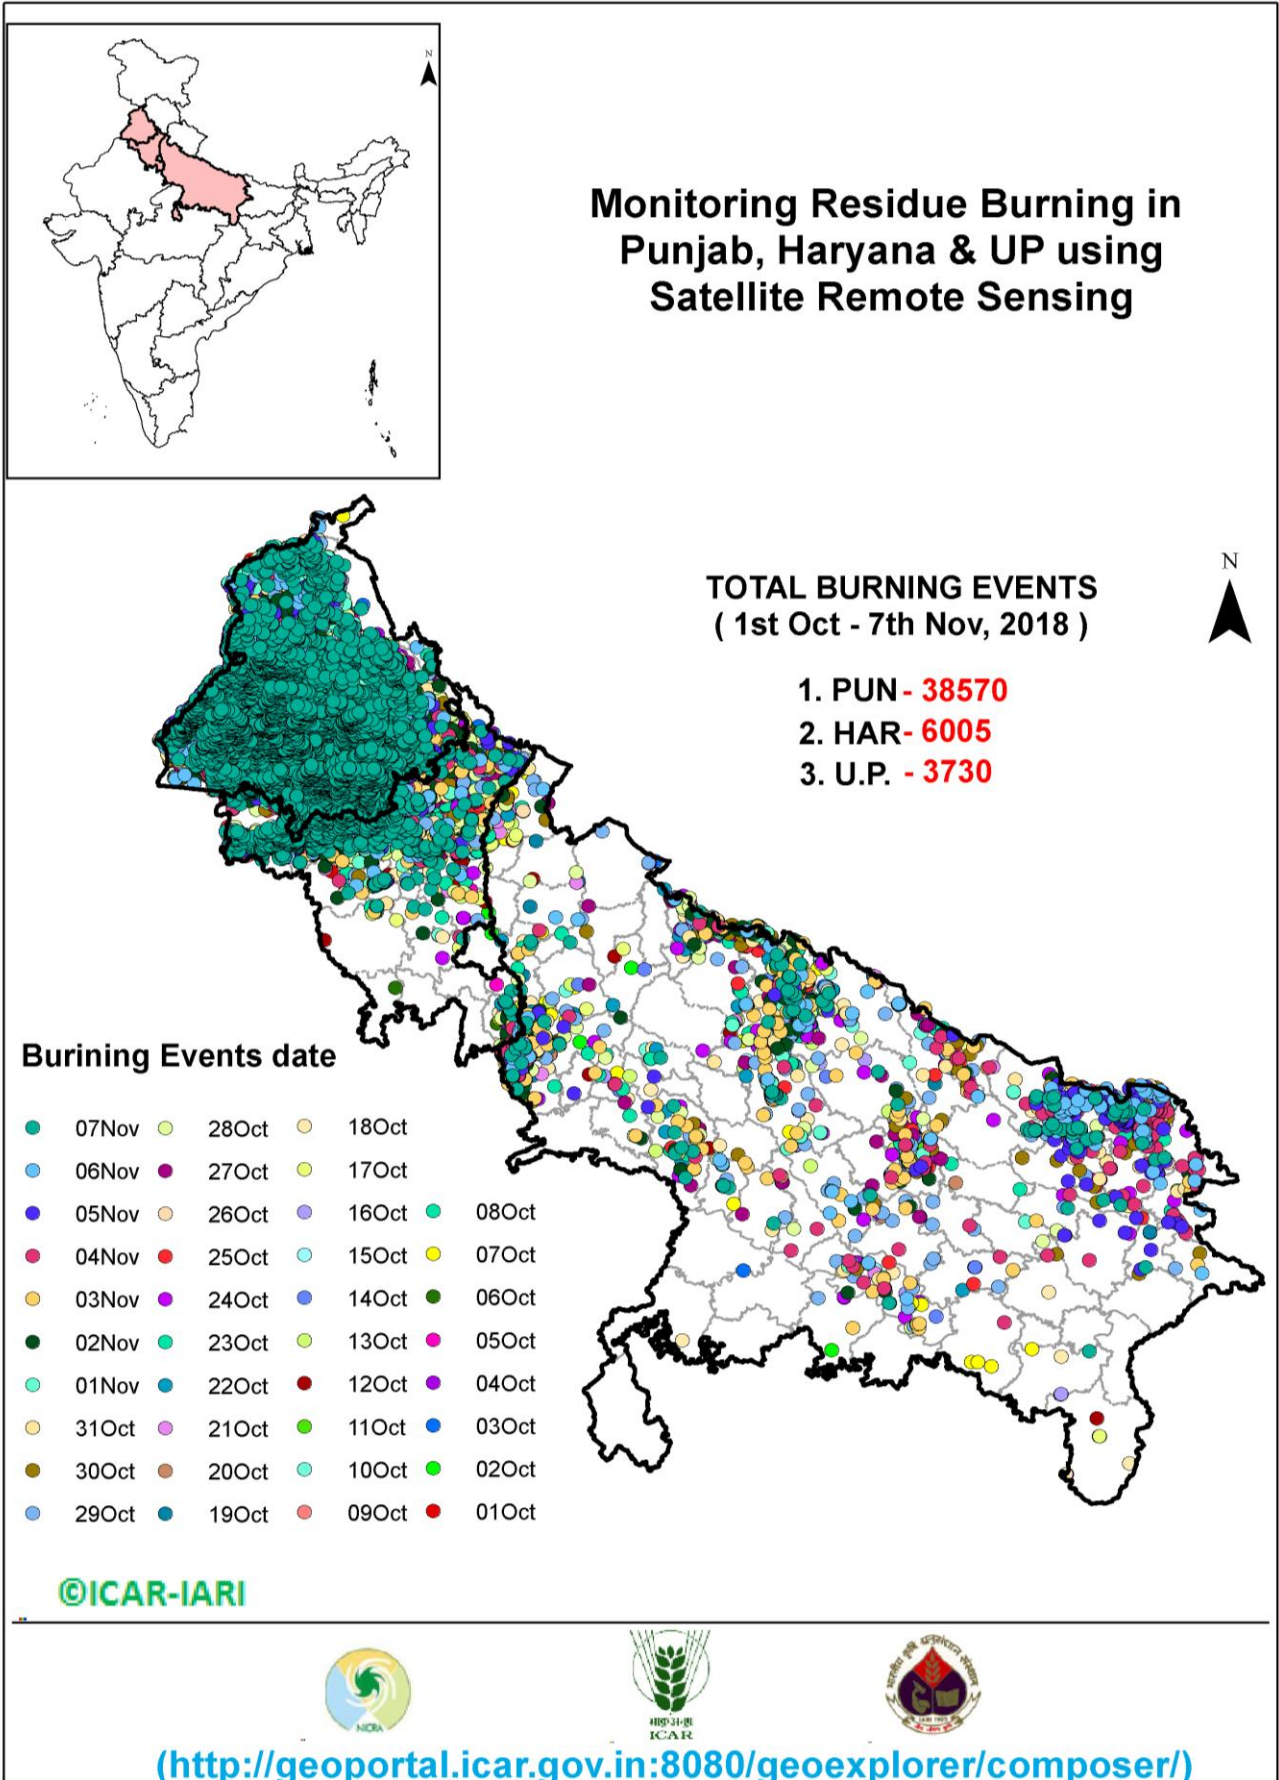 N
Monitoring Residue Burning in
Punjab, Haryana & UP using
Satellite Remote Sensing
N
TOTAL BURNING EVENTS
( 1st Oct - 7th Nov, 2018 )
1. PUN - 38570
2. HAR- 6005
3. U.P. - 3730
Burining Events date
07Nov 28Oct 18Oct
06Nov 27Oct 17Oct
05Nov 26Oct 16Oct 08Oct
04Nov 25Oct 15Oct 07Oct
03Nov 24Oct 14Oct 06Oct
02Nov 23Oct 13Oct 05Oct
01Nov 22Oct 12Oct 04Oct
31Oct 21Oct 11Oct 03Oct
30Oct 20Oct 10Oct 02Oct
29Oct 19Oct 09Oct 01Oct
©ICAR-IARI
NICRA
भाकृअनुप
ICAR
भारतीय कृषि अनुसंधान संस्थान
(http://geoportal.icar.gov.in:8080/geoexplorer/composer/)